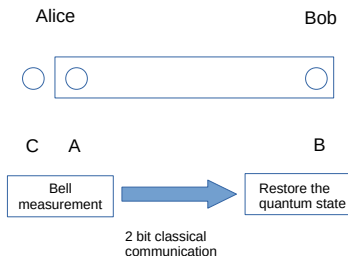 Alice
Bob
C
A
B
Bell
measurement
Restore the
quantum state
2 bit classical
communication